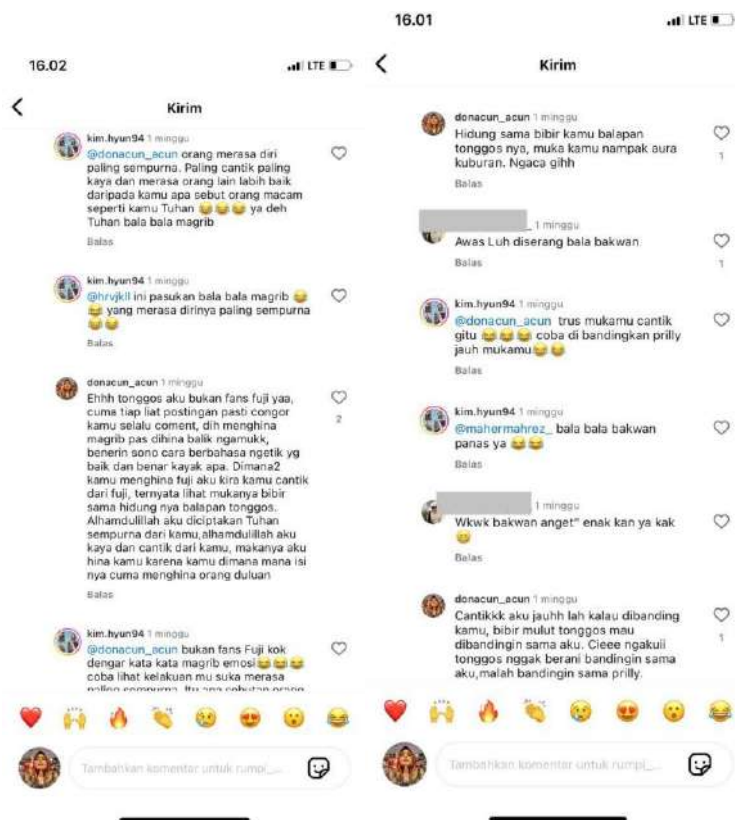 16.02
LTE
Kirim
kim.hyun94 1 minggu
@donacun_acun orang merasa diri
paling sempurna. Paling cantik paling
kaya dan merasa orang lain labih baik
daripada kamu apa sebut orang macam
seperti kamu Tuhan 😂😂😂 ya deh
Tuhan bala bala magrib
Balas
kim.hyun94 1 minggu
@hrvjkll ini pasukan bala bala magrib 😂
😂 yang merasa dirinya paling sempurna
😂😂
Balas
donacun_acun 1 minggu
Ehhh tonggos aku bukan fans fuji yaa,
cuma tiap liat postingan pasti congor
kamu selalu coment, dih menghina
magrib pas dihina balik ngamukk,
benerin sono cara berbahasa ngetik yg
baik dan benar kayak apa. Dimana2
kamu menghina fuji aku kira kamu cantik
dari fuji, ternyata lihat mukanya bibir
sama hidung nya balapan tonggos.
Alhamdulillah aku diciptakan Tuhan
sempurna dari kamu,alhamdulillah aku
kaya dan cantik dari kamu, makanya aku
hina kamu karena kamu dimana mana isi
nya cuma menghina orang duluan
2
Balas
kim.hyun94 1 minggu
@donacun_acun bukan fans Fuji kok
dengar kata kata magrib emosi😂😂😂
coba lihat kelakuan mu suka merasa
paling sempurna. Itu apa sebutan orang
Tambahkan komentar untuk rumpi_...
16.01
LTE
Kirim
donacun_acun 1 minggu
Hidung sama bibir kamu balapan
tonggos nya, muka kamu nampak aura
kuburan. Ngaca gihh
1
Balas
1 minggu
Awas Luh diserang bala bakwan
Balas
1
kim.hyun94 1 minggu
@donacun_acun trus mukamu cantik
gitu 😂😂😂 coba di bandingkan prilly
jauh mukamu😂😂
Balas
kim.hyun94 1 minggu
@mahermahrez_ bala bala bakwan
panas ya 😂😂
Balas
1 minggu
Wkwk bakwan anget" enak kan ya kak
😊
Balas
donacun_acun 1 minggu
Cantikkk aku jauhh lah kalau dibanding
kamu, bibir mulut tonggos mau
dibandingin sama aku. Cieee ngakuii
tonggos nggak berani bandingin sama
aku,malah bandingin sama prilly.
1
Tambahkan komentar untuk rumpi_...